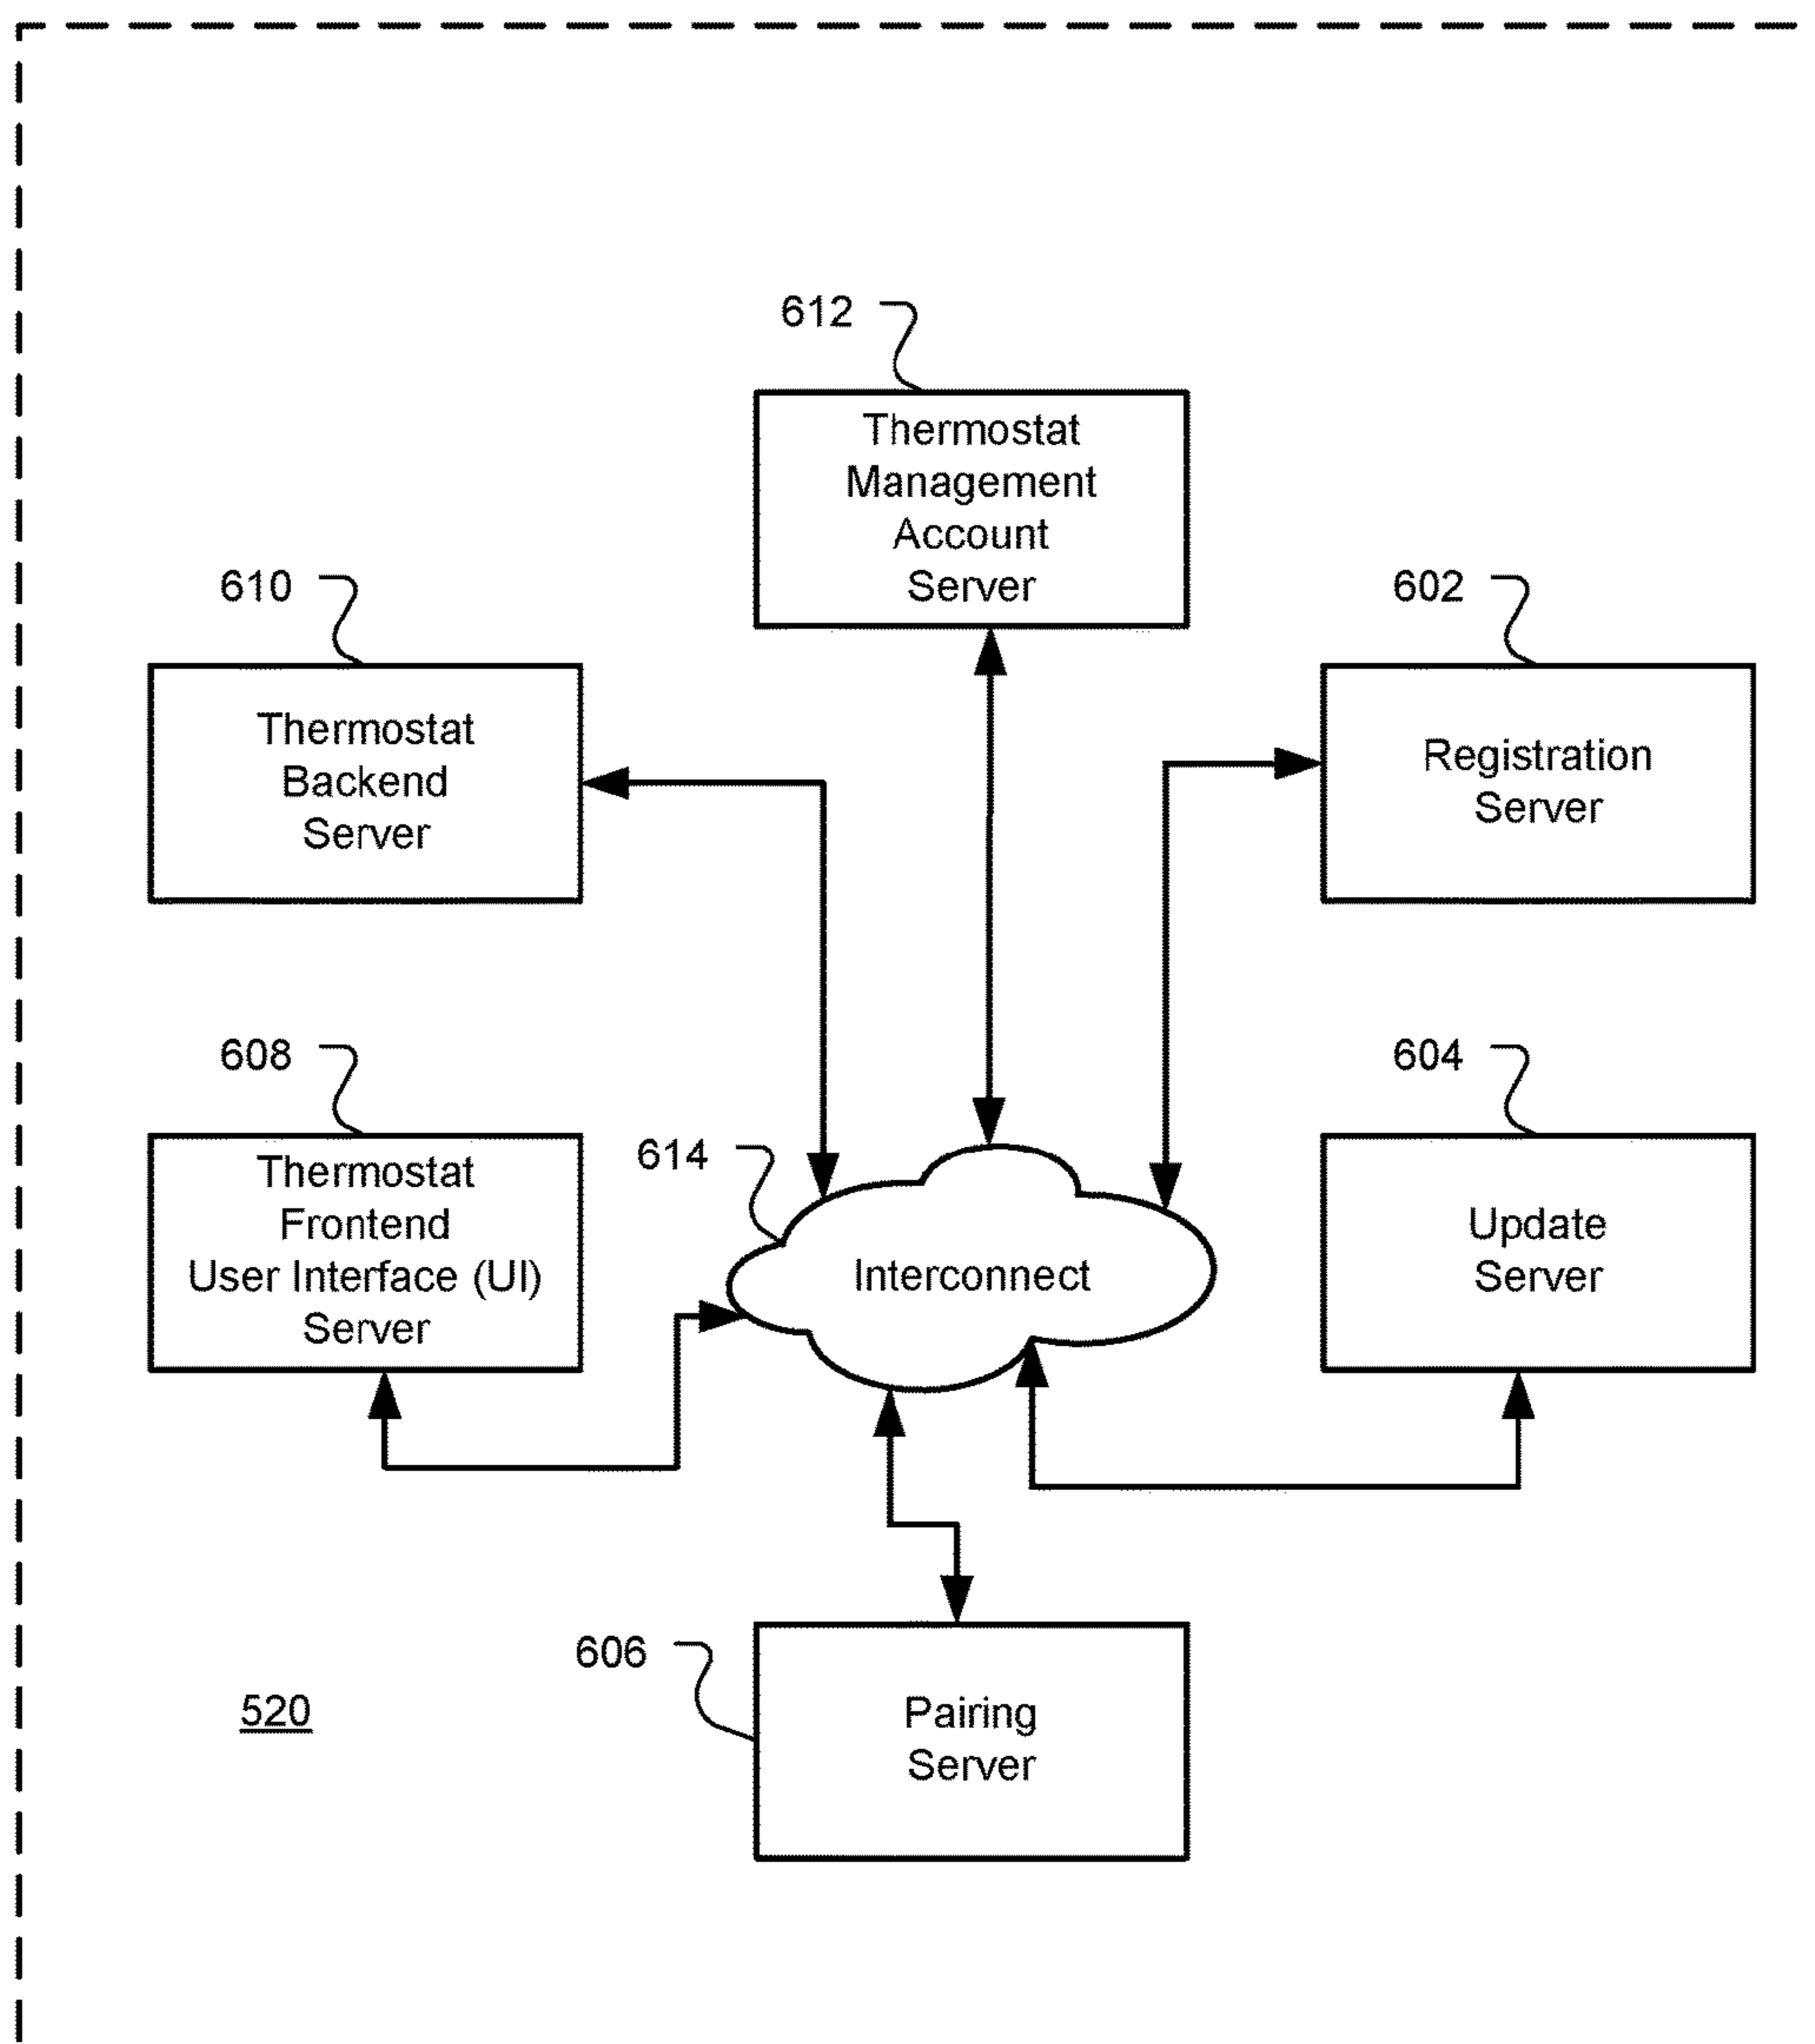 612
Thermostat
Management
Account
Server
610
Thermostat
Backend
Server
602
Registration
Server
608
Thermostat
Frontend
User Interface (UI)
Server
614
Interconnect
604
Update
Server
606
Pairing
Server
520